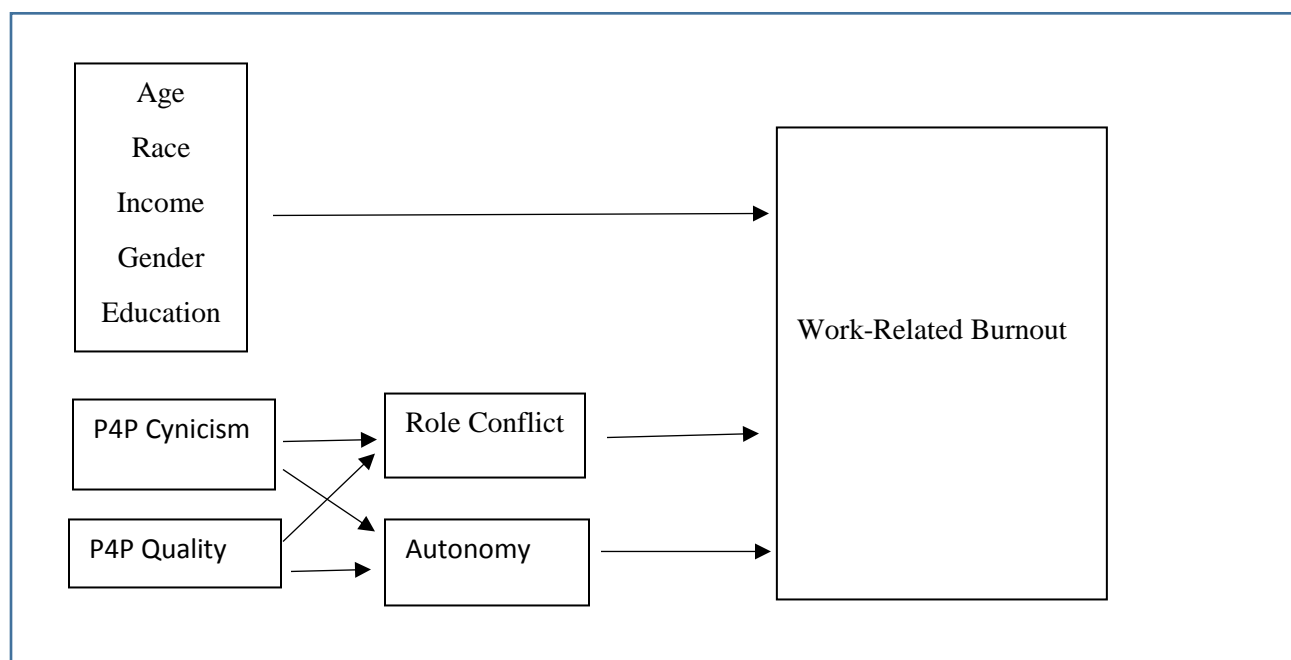 Age
Race
Income
Gender
Education
Work-Related Burnout
P4P Cynicism
Role Conflict
P4P Quality
Autonomy